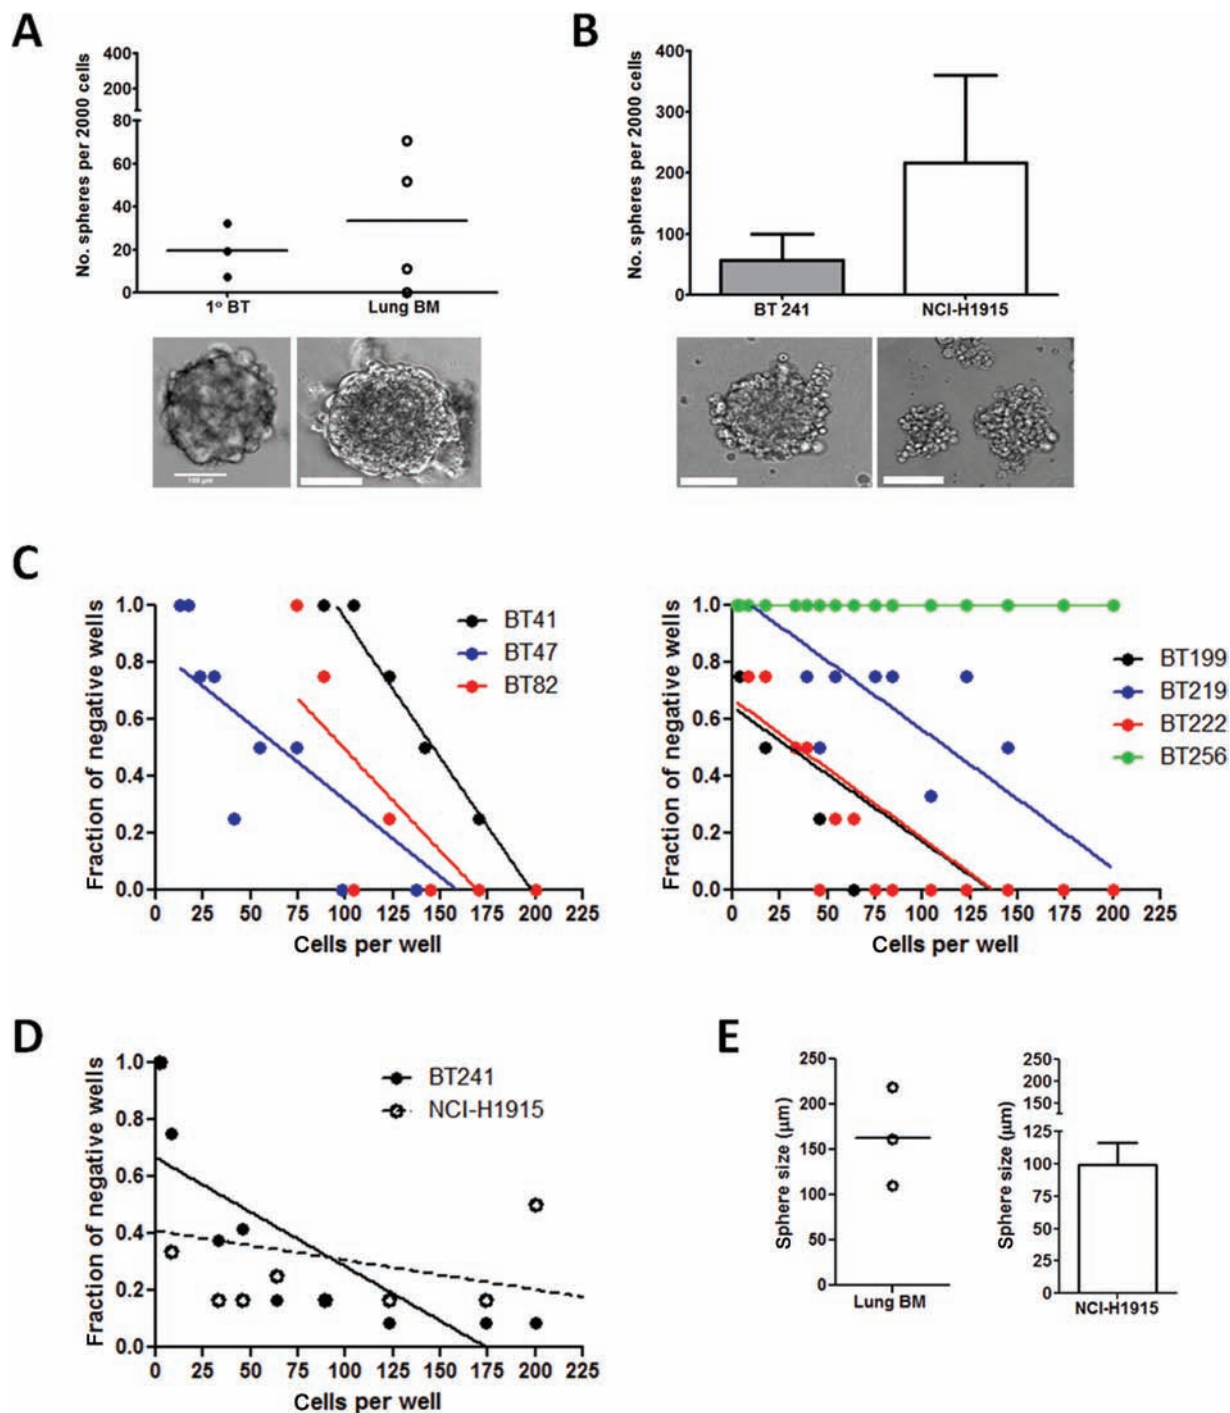 A
No. spheres per 2000 cells
400
200
80
60
40
20
0
1º BT
Lung BM
100 µm
B
No. spheres per 2000 cells
400
300
200
100
0
BT 241
NCI-H1915
C
Fraction of negative wells
1.0
0.8
0.6
0.4
0.2
0.0
0 25 50 75 100 125 150 175 200 225
Cells per well
BT41
BT47
BT82
Fraction of negative wells
1.0
0.8
0.6
0.4
0.2
0.0
0 25 50 75 100 125 150 175 200 225
Cells per well
BT199
BT219
BT222
BT256
D
Fraction of negative wells
1.0
0.8
0.6
0.4
0.2
0.0
0 25 50 75 100 125 150 175 200 225
Cells per well
BT241
NCI-H1915
E
Sphere size (µm)
250
200
150
100
50
0
Lung BM
Sphere size (µm)
250
200
150
125
100
75
50
25
0
NCI-H1915